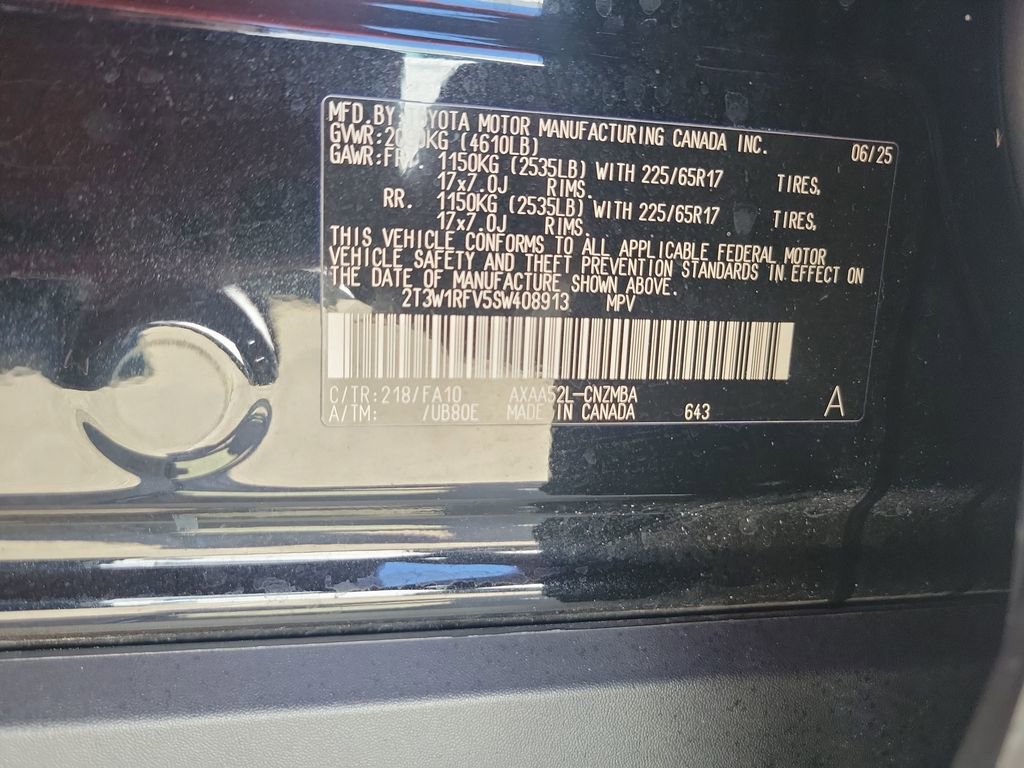 MFD.BY TOYOTA MOTOR MANUFACTURING CANADA INC. 06/25
GVWR: (4610LB)
GAWR:FRT. 1150KG (2535LB) WITH 225/65R17 TIRES,
17x7.0J RIMS.
RR. 1150KG (2535LB) WITH 225/65R17 TIRES,
17x7.0J RIMS.
THIS VEHICLE CONFORMS TO ALL APPLICABLE FEDERAL MOTOR
VEHICLE SAFETY AND THEFT PREVENTION STANDARDS IN EFFECT ON
THE DATE OF MANUFACTURE SHOWN ABOVE.
2T3W1RFV5SW408913 MPV
C/TR:218/FA10 AXAA52L-CNZMBA
A/TM: /UB80E MADE IN CANADA 643 A